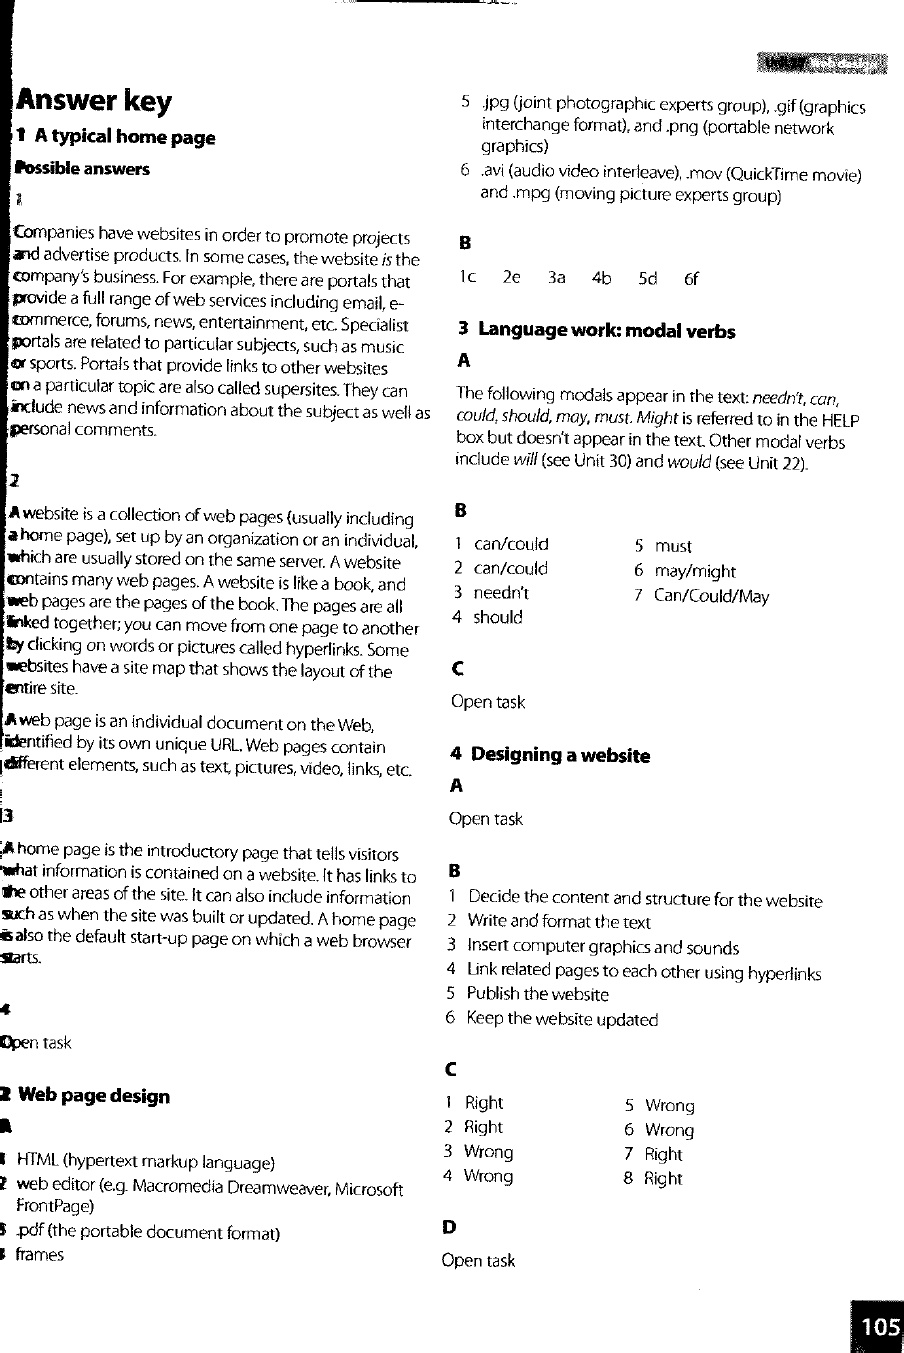 Answer key
1 A typical home page
Possible answers
1
Companies have websites in order to promote projects
and advertise products. In some cases, the website is the
company's business. For example, there are portals that
provide a full range of web services including email, e-
commerce, forums, news, entertainment, etc. Specialist
portals are related to particular subjects, such as music
or sports. Portals that provide links to other websites
on a particular topic are also called supersites. They can
include news and information about the subject as well as
personal comments.
2
A website is a collection of web pages (usually including
a home page), set up by an organization or an individual,
which are usually stored on the same server. A website
contains many web pages. A website is like a book, and
web pages are the pages of the book. The pages are all
linked together; you can move from one page to another
by clicking on words or pictures called hyperlinks. Some
websites have a site map that shows the layout of the
entire site.
A web page is an individual document on the Web,
identified by its own unique URL. Web pages contain
different elements, such as text, pictures, video, links, etc.
3
A home page is the introductory page that tells visitors
what information is contained on a website. It has links to
the other areas of the site. It can also include information
such as when the site was built or updated. A home page
is also the default start-up page on which a web browser
starts.
4
Open task
2 Web page design
A
1 HTML (hypertext markup language)
2 web editor (e.g. Macromedia Dreamweaver, Microsoft
FrontPage)
3 .pdf (the portable document format)
4 frames
Web design
5 .jpg (joint photographic experts group), .gif (graphics
interchange format), and .png (portable network
graphics)
6 .avi (audio video interleave), .mov (QuickTime movie)
and .mpg (moving picture experts group)
B
1c 2e 3a 4b 5d 6f
3 Language work: modal verbs
A
The following modals appear in the text: needn't, can,
could, should, may, must. Might is referred to in the HELP
box but doesn't appear in the text. Other modal verbs
include will (see Unit 30) and would (see Unit 22).
B
1 can/could
2 can/could
3 needn't
4 should
5 must
6 may/might
7 Can/Could/May
C
Open task
4 Designing a website
A
Open task
B
1 Decide the content and structure for the website
2 Write and format the text
3 Insert computer graphics and sounds
4 Link related pages to each other using hyperlinks
5 Publish the website
6 Keep the website updated
C
1 Right
2 Right
3 Wrong
4 Wrong
5 Wrong
6 Wrong
7 Right
8 Right
D
Open task
105